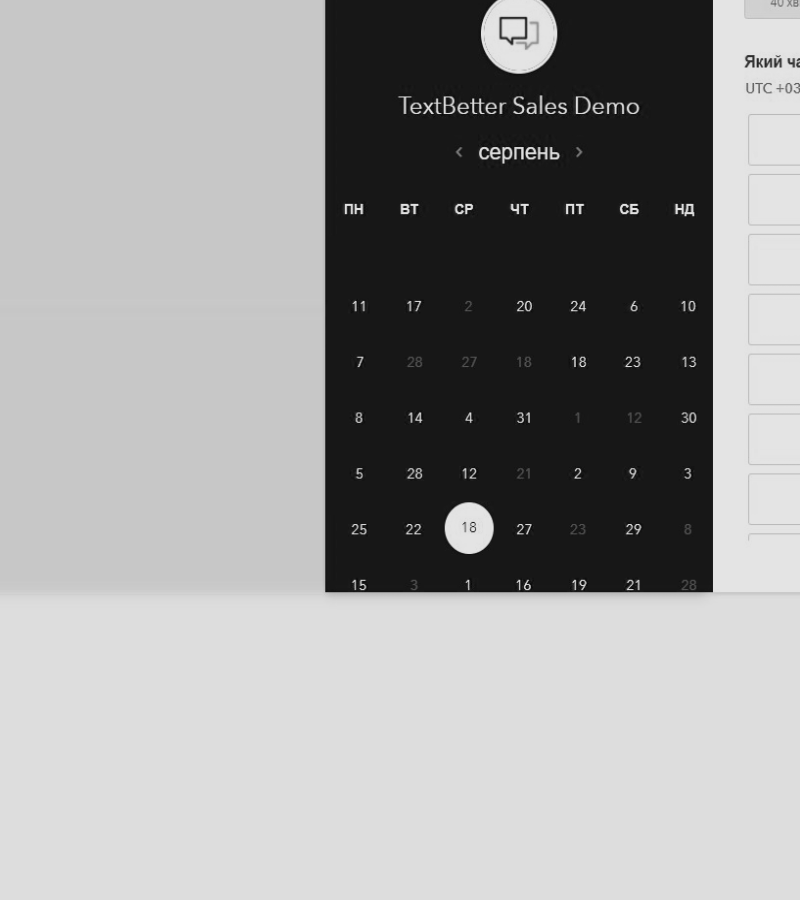 40 хв
Який ча
UTC +03
TextBetter Sales Demo
серпень
ПН ВТ СР ЧТ ПТ СБ НД
11 17 2 20 24 6 10
7 28 27 18 18 23 13
8 14 4 31 1 12 30
5 28 12 21 2 9 3
25 22 18 27 23 29 8
15 3 1 16 19 21 28